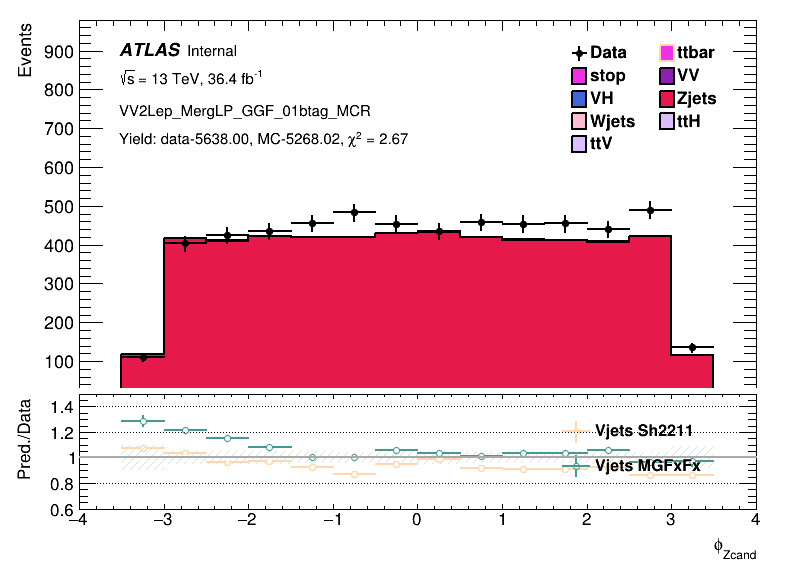 Events
900
800
700
600
500
400
300
200
100
ATLAS Internal
√s = 13 TeV, 36.4 fb⁻¹
VV2Lep_MergLP_GGF_01btag_MCR
Yield: data-5638.00, MC-5268.02, χ² = 2.67
Data ttbar
stop VV
VH Zjets
Wjets ttH
ttV
Pred./Data
1.4
1.2
1
0.8
0.6
Vjets Sh2211
Vjets MGFxFx
−4 −3 −2 −1 0 1 2 3 4
ϕ_Zcand